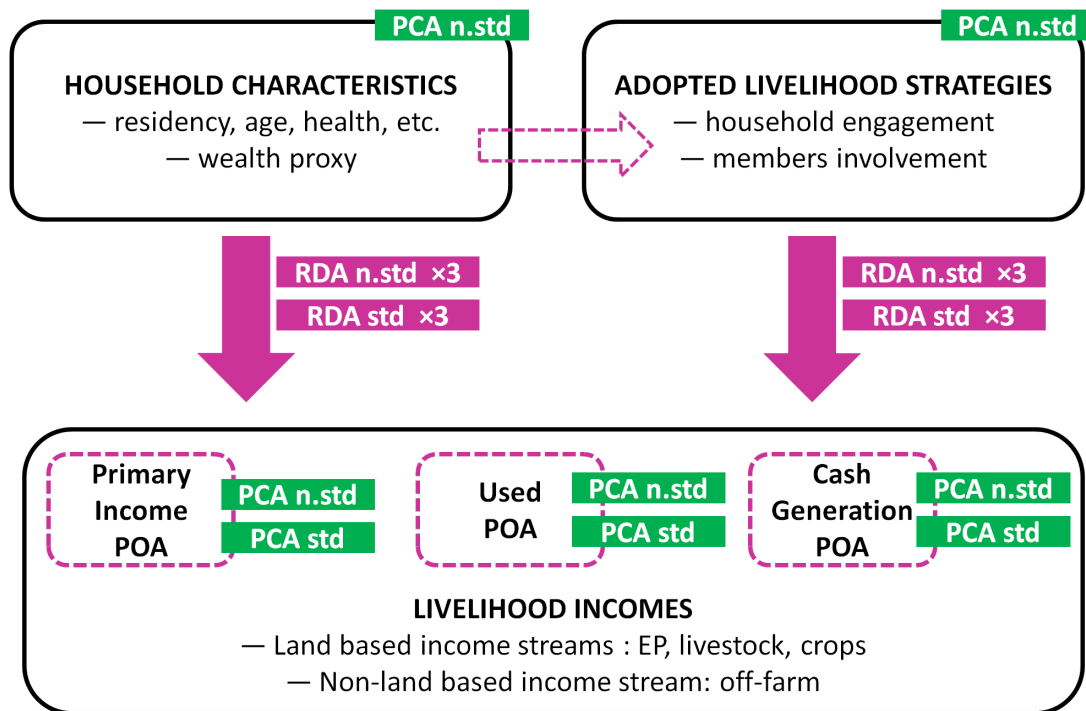 PCA n.std
HOUSEHOLD CHARACTERISTICS
— residency, age, health, etc.
— wealth proxy
PCA n.std
ADOPTED LIVELIHOOD STRATEGIES
— household engagement
— members involvement
RDA n.std ×3
RDA std ×3
RDA n.std ×3
RDA std ×3
Primary
Income
POA
PCA n.std
PCA std
Used
POA
PCA n.std
PCA std
Cash
Generation
POA
PCA n.std
PCA std
LIVELIHOOD INCOMES
— Land based income streams : EP, livestock, crops
— Non-land based income stream: off-farm